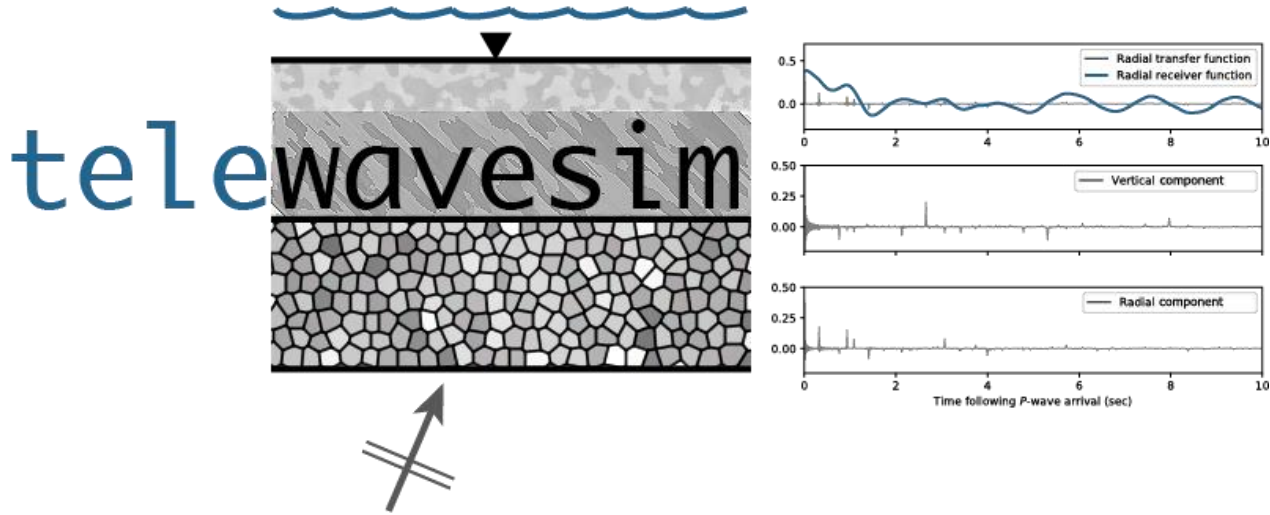 telewavesim
Radial transfer function
Radial receiver function
0.5
0.0
0 2 4 6 8 10
Vertical component
0.50
0.25
0.00
Radial component
0.50
0.25
0.00
0 2 4 6 8 10
Time following P-wave arrival (sec)